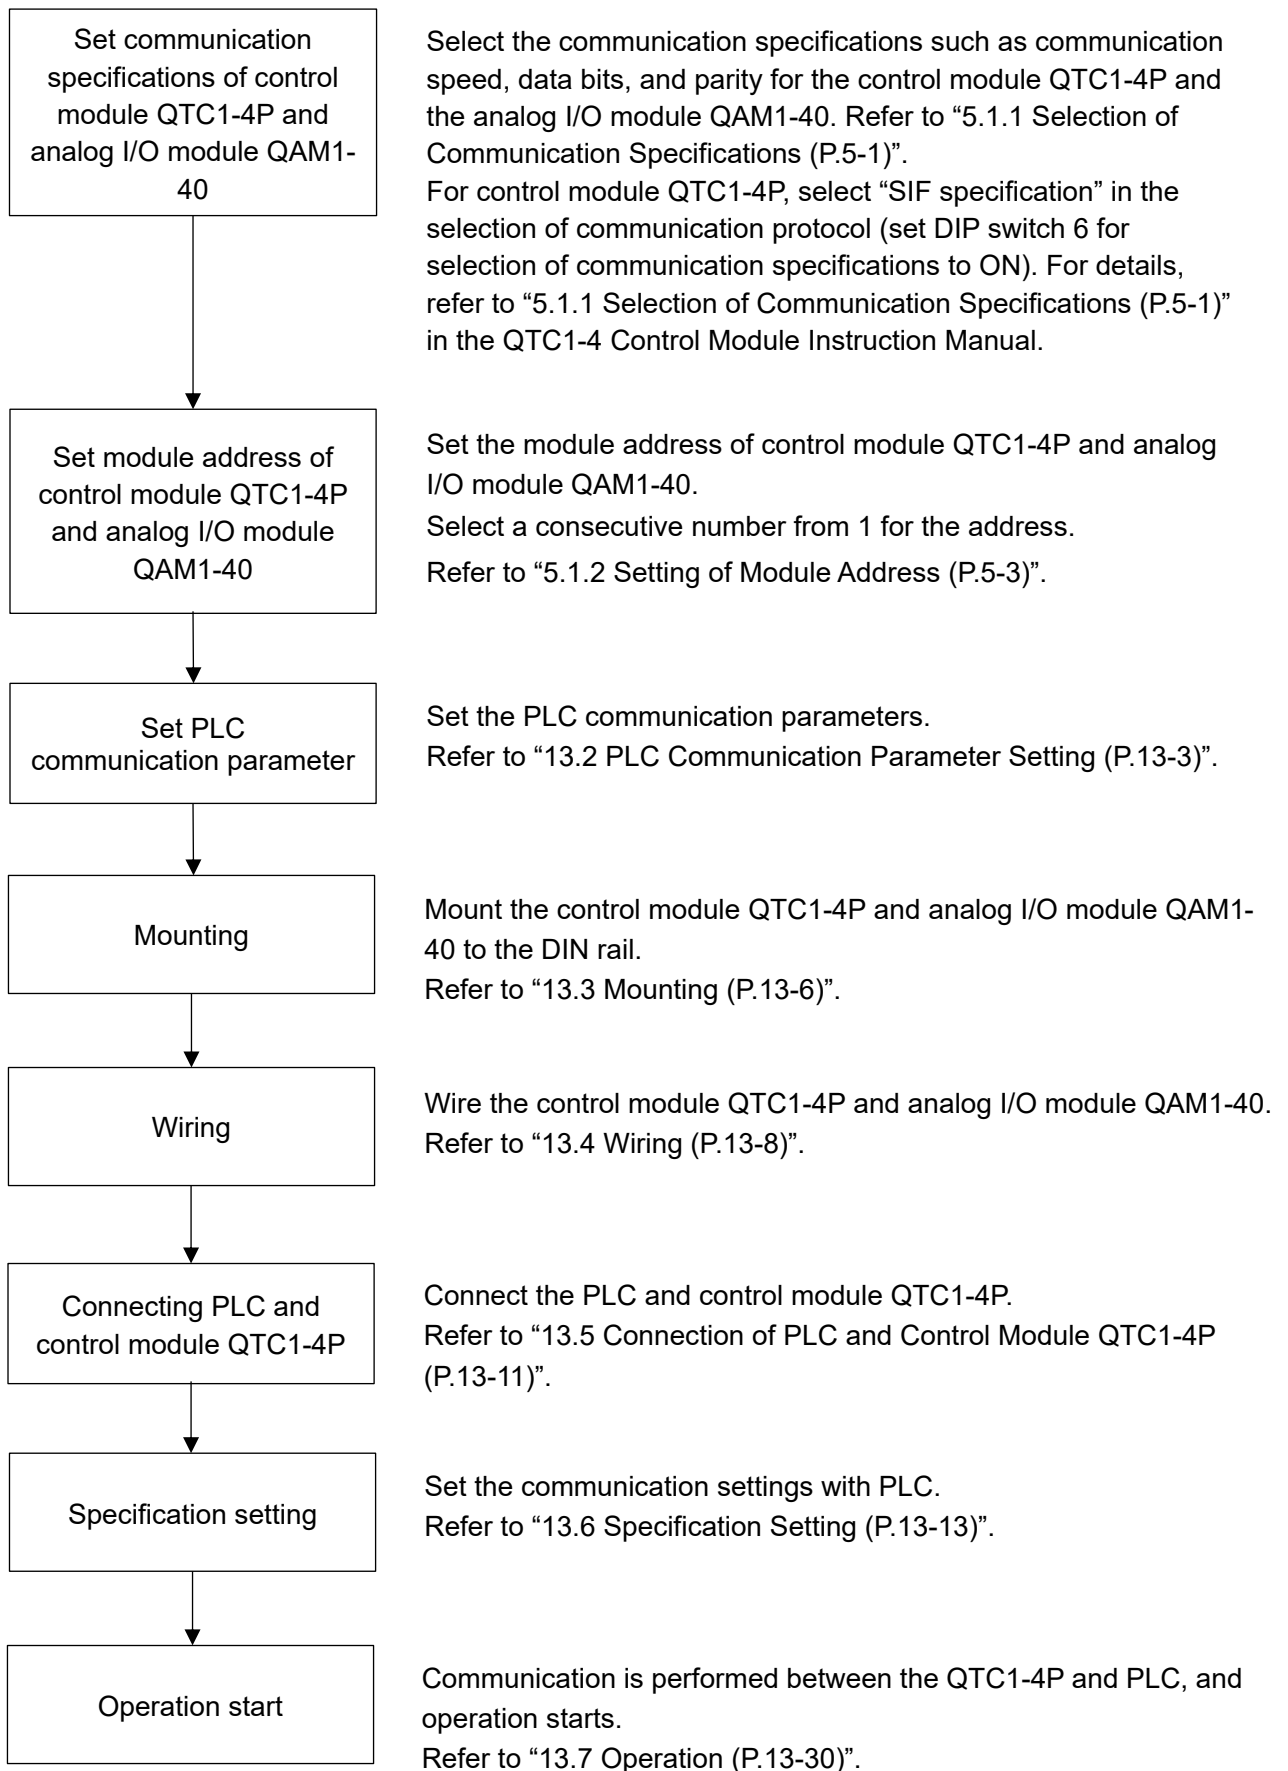 Set communication
specifications of control
module QTC1-4P and
analog I/O module QAM1-
40
Select the communication specifications such as communication
speed, data bits, and parity for the control module QTC1-4P and
the analog I/O module QAM1-40. Refer to “5.1.1 Selection of
Communication Specifications (P.5-1)”.
For control module QTC1-4P, select “SIF specification” in the
selection of communication protocol (set DIP switch 6 for
selection of communication specifications to ON). For details,
refer to “5.1.1 Selection of Communication Specifications (P.5-1)”
in the QTC1-4 Control Module Instruction Manual.
Set module address of
control module QTC1-4P
and analog I/O module
QAM1-40
Set the module address of control module QTC1-4P and analog
I/O module QAM1-40.
Select a consecutive number from 1 for the address.
Refer to “5.1.2 Setting of Module Address (P.5-3)”.
Set PLC
communication parameter
Set the PLC communication parameters.
Refer to “13.2 PLC Communication Parameter Setting (P.13-3)”.
Mounting
Mount the control module QTC1-4P and analog I/O module QAM1-
40 to the DIN rail.
Refer to “13.3 Mounting (P.13-6)”.
Wiring
Wire the control module QTC1-4P and analog I/O module QAM1-40.
Refer to “13.4 Wiring (P.13-8)”.
Connecting PLC and
control module QTC1-4P
Connect the PLC and control module QTC1-4P.
Refer to “13.5 Connection of PLC and Control Module QTC1-4P
(P.13-11)”.
Specification setting
Set the communication settings with PLC.
Refer to “13.6 Specification Setting (P.13-13)”.
Operation start
Communication is performed between the QTC1-4P and PLC, and
operation starts.
Refer to “13.7 Operation (P.13-30)”.